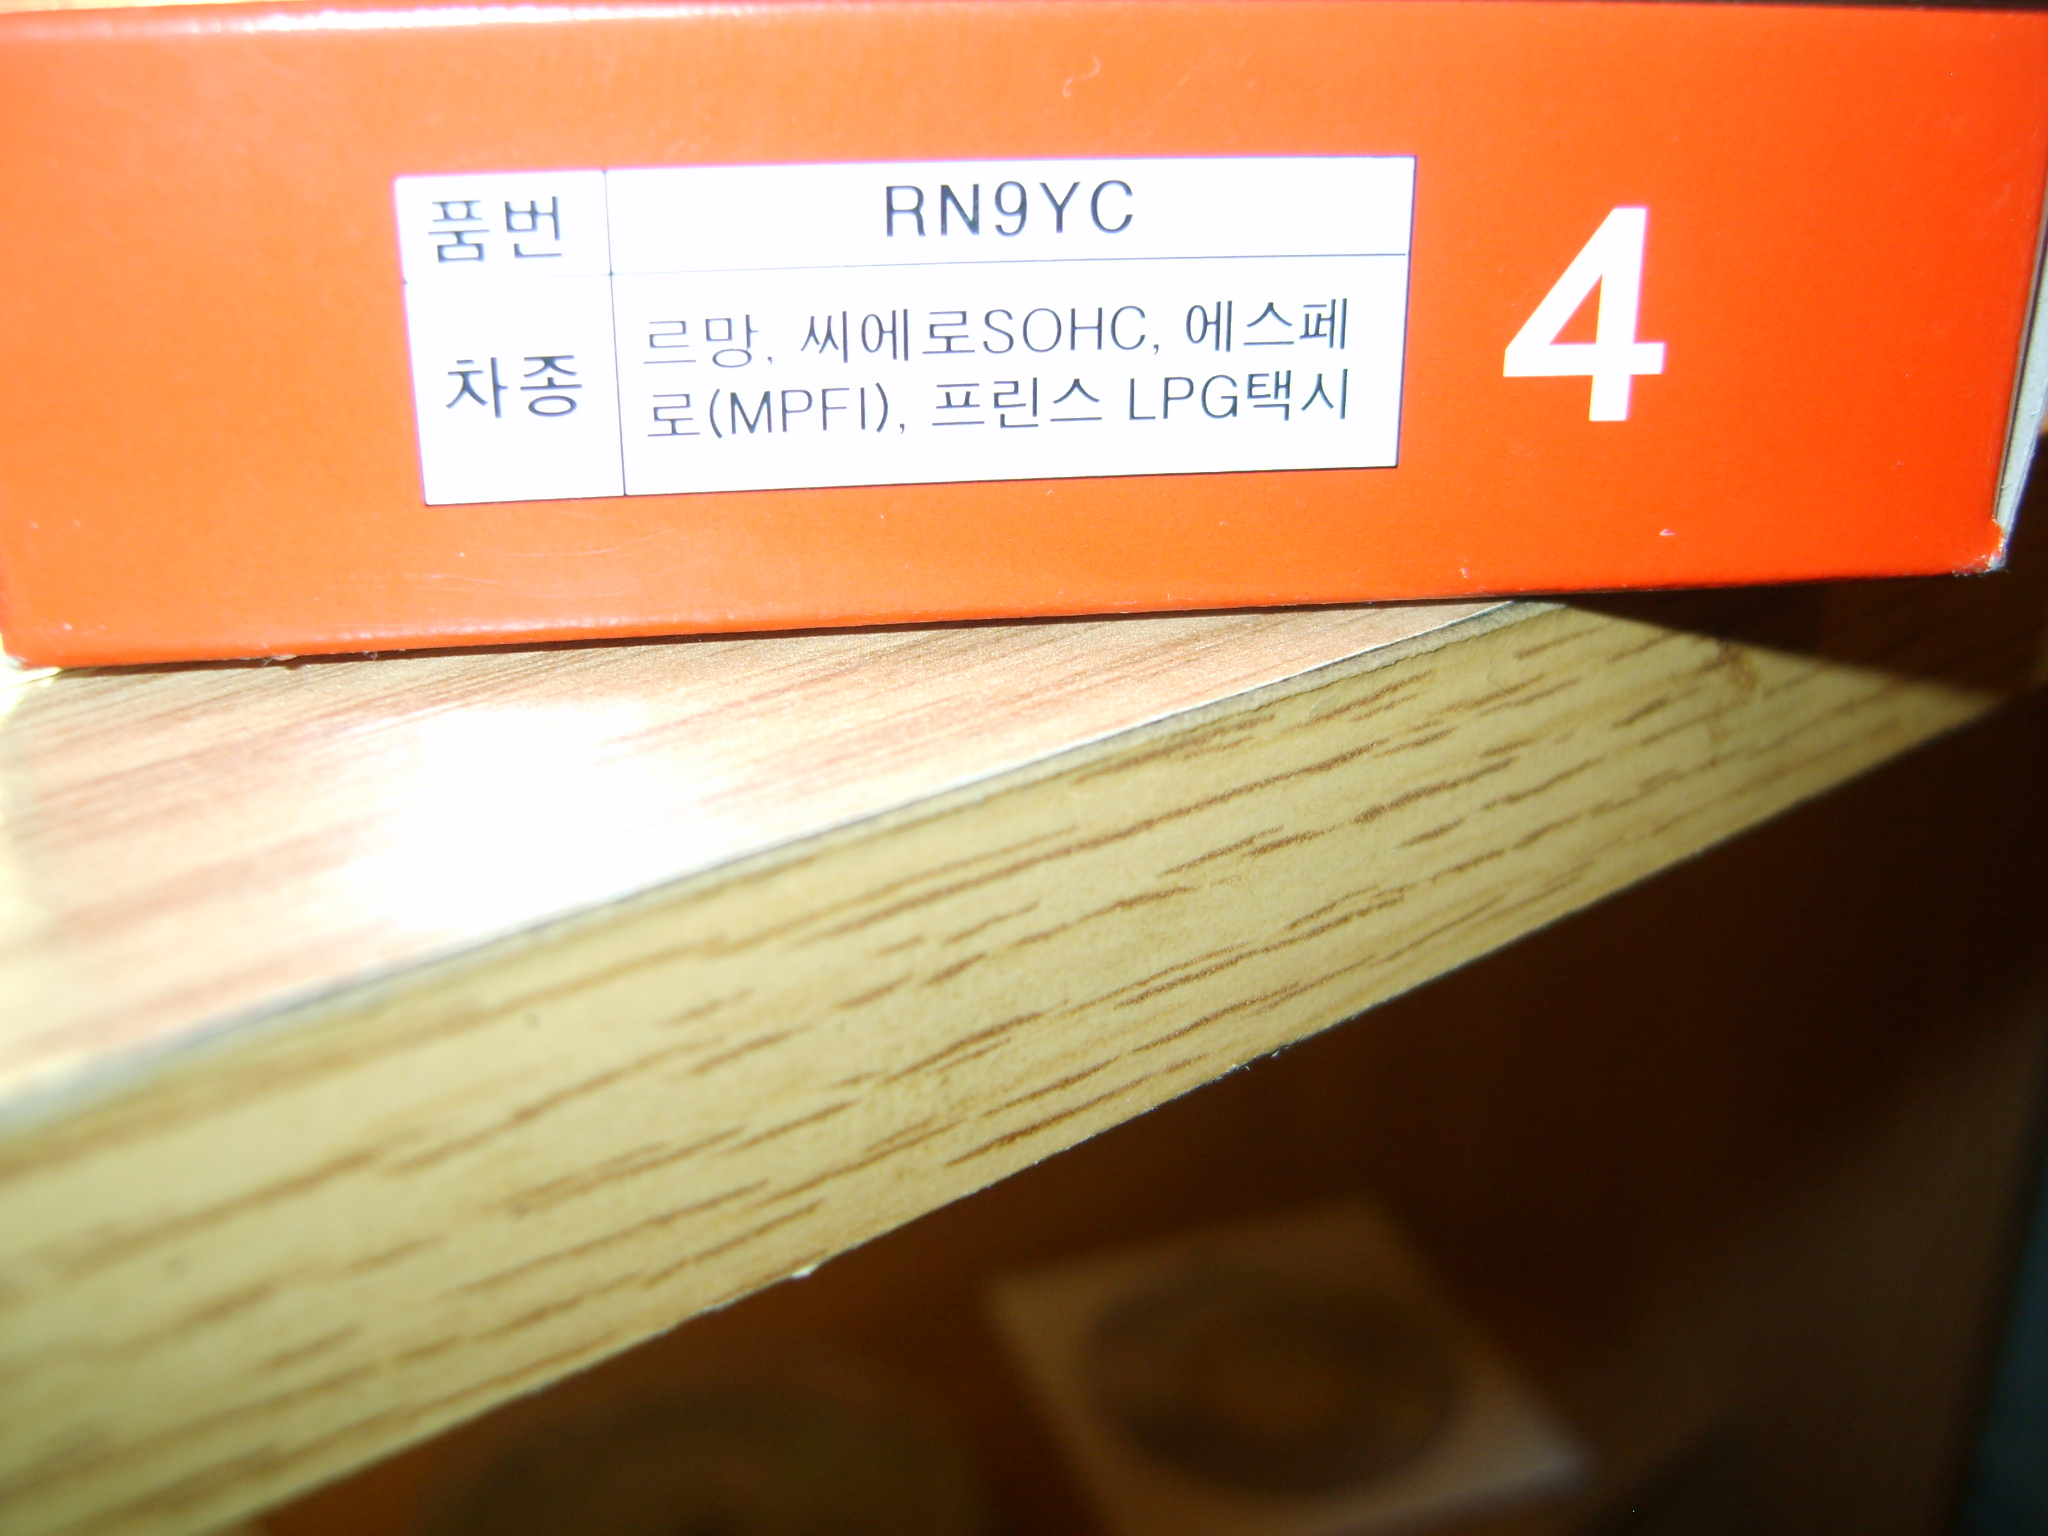 품번 RN9YC
차종 르망, 씨에로SOHC, 에스페
로(MPFI), 프린스 LPG택시
4